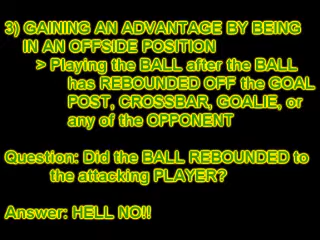 3) GAINING AN ADVANTAGE BY BEING
IN AN OFFSIDE POSITION
> Playing the BALL after the BALL
has REBOUNDED OFF the GOAL
POST, CROSSBAR, GOALIE, or
any of the OPPONENT
Question: Did the BALL REBOUNDED to
the attacking PLAYER?
Answer: HELL NO!!